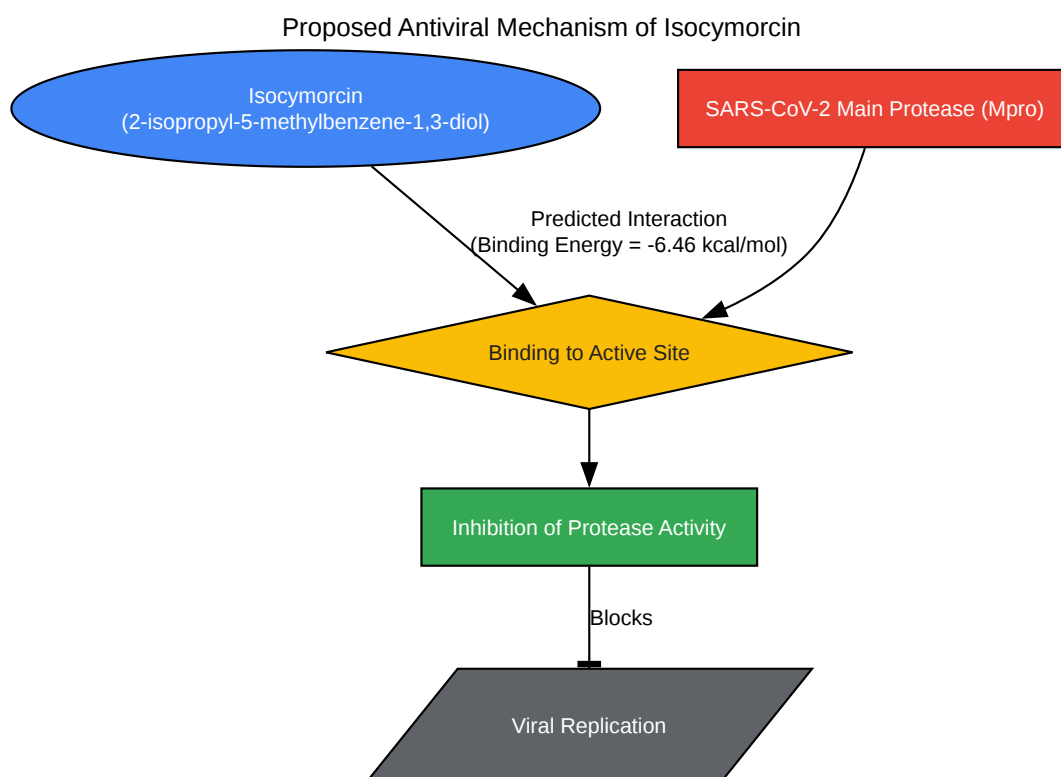 Proposed Antiviral Mechanism of Isocymorcin
Isocymorcin
(2-isopropyl-5-methylbenzene-1,3-diol)
SARS-CoV-2 Main Protease (Mpro)
Predicted Interaction
(Binding Energy = -6.46 kcal/mol)
Binding to Active Site
Inhibition of Protease Activity
Blocks
Viral Replication